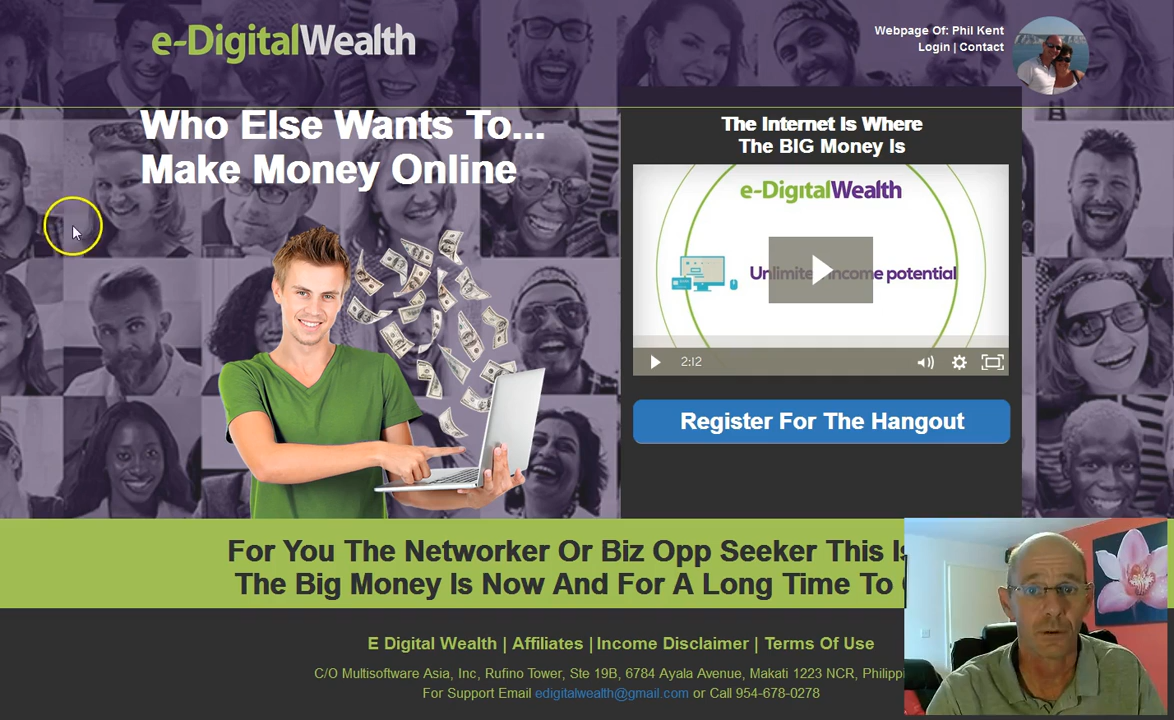 e-DigitalWealth
Webpage Of: Phil Kent
Login | Contact
Who Else Wants To...
Make Money Online
The Internet Is Where
The BIG Money Is
e-DigitalWealth
Unlimited income potential
2:12
Register For The Hangout
For You The Networker Or Biz Opp Seeker This
The Big Money Is Now And For A Long Time To
E Digital Wealth | Affiliates | Income Disclaimer | Terms Of Use
C/O Multisoftware Asia, Inc, Rufino Tower, Ste 19B, 6784 Ayala Avenue, Makati 1223 NCR,
For Support Email edigitalwealth@gmail.com or Call 954-678-0278